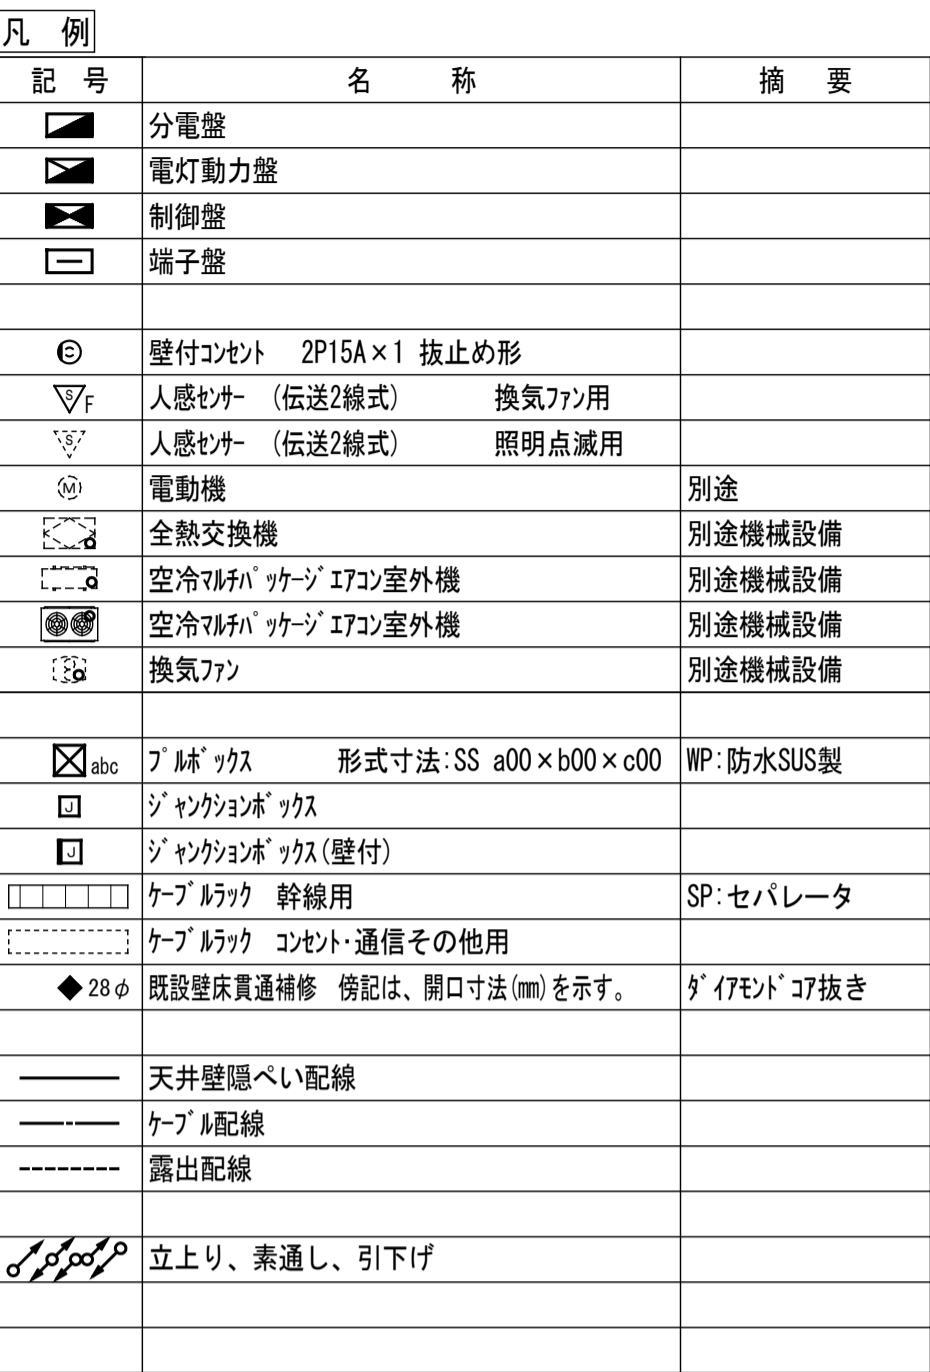 凡 例
記 号 名 称 摘 要
分電盤
電灯動力盤
制御盤
端子盤
壁付コンセント 2P15A×1 抜止め形
S F 人感センサー (伝送2線式) 換気ファン用
S 人感センサー (伝送2線式) 照明点滅用
M 電動機 別途
全熱交換機 別途機械設備
空冷マルチパッケージエアコン室外機 別途機械設備
空冷マルチパッケージエアコン室外機 別途機械設備
換気ファン 別途機械設備
abc プルボックス 形式寸法:SS a00×b00×c00 WP:防水SUS製
J ジャンクションボックス
J ジャンクションボックス(壁付)
ケーブルラック 幹線用 SP:セパレータ
ケーブルラック コンセント・通信その他用
◆28φ 既設壁床貫通補修 傍記は、開口寸法(㎜)を示す。 ダイアモンドコア抜き
天井壁隠ぺい配線
ケーブル配線
露出配線
立上り、素通し、引下げ